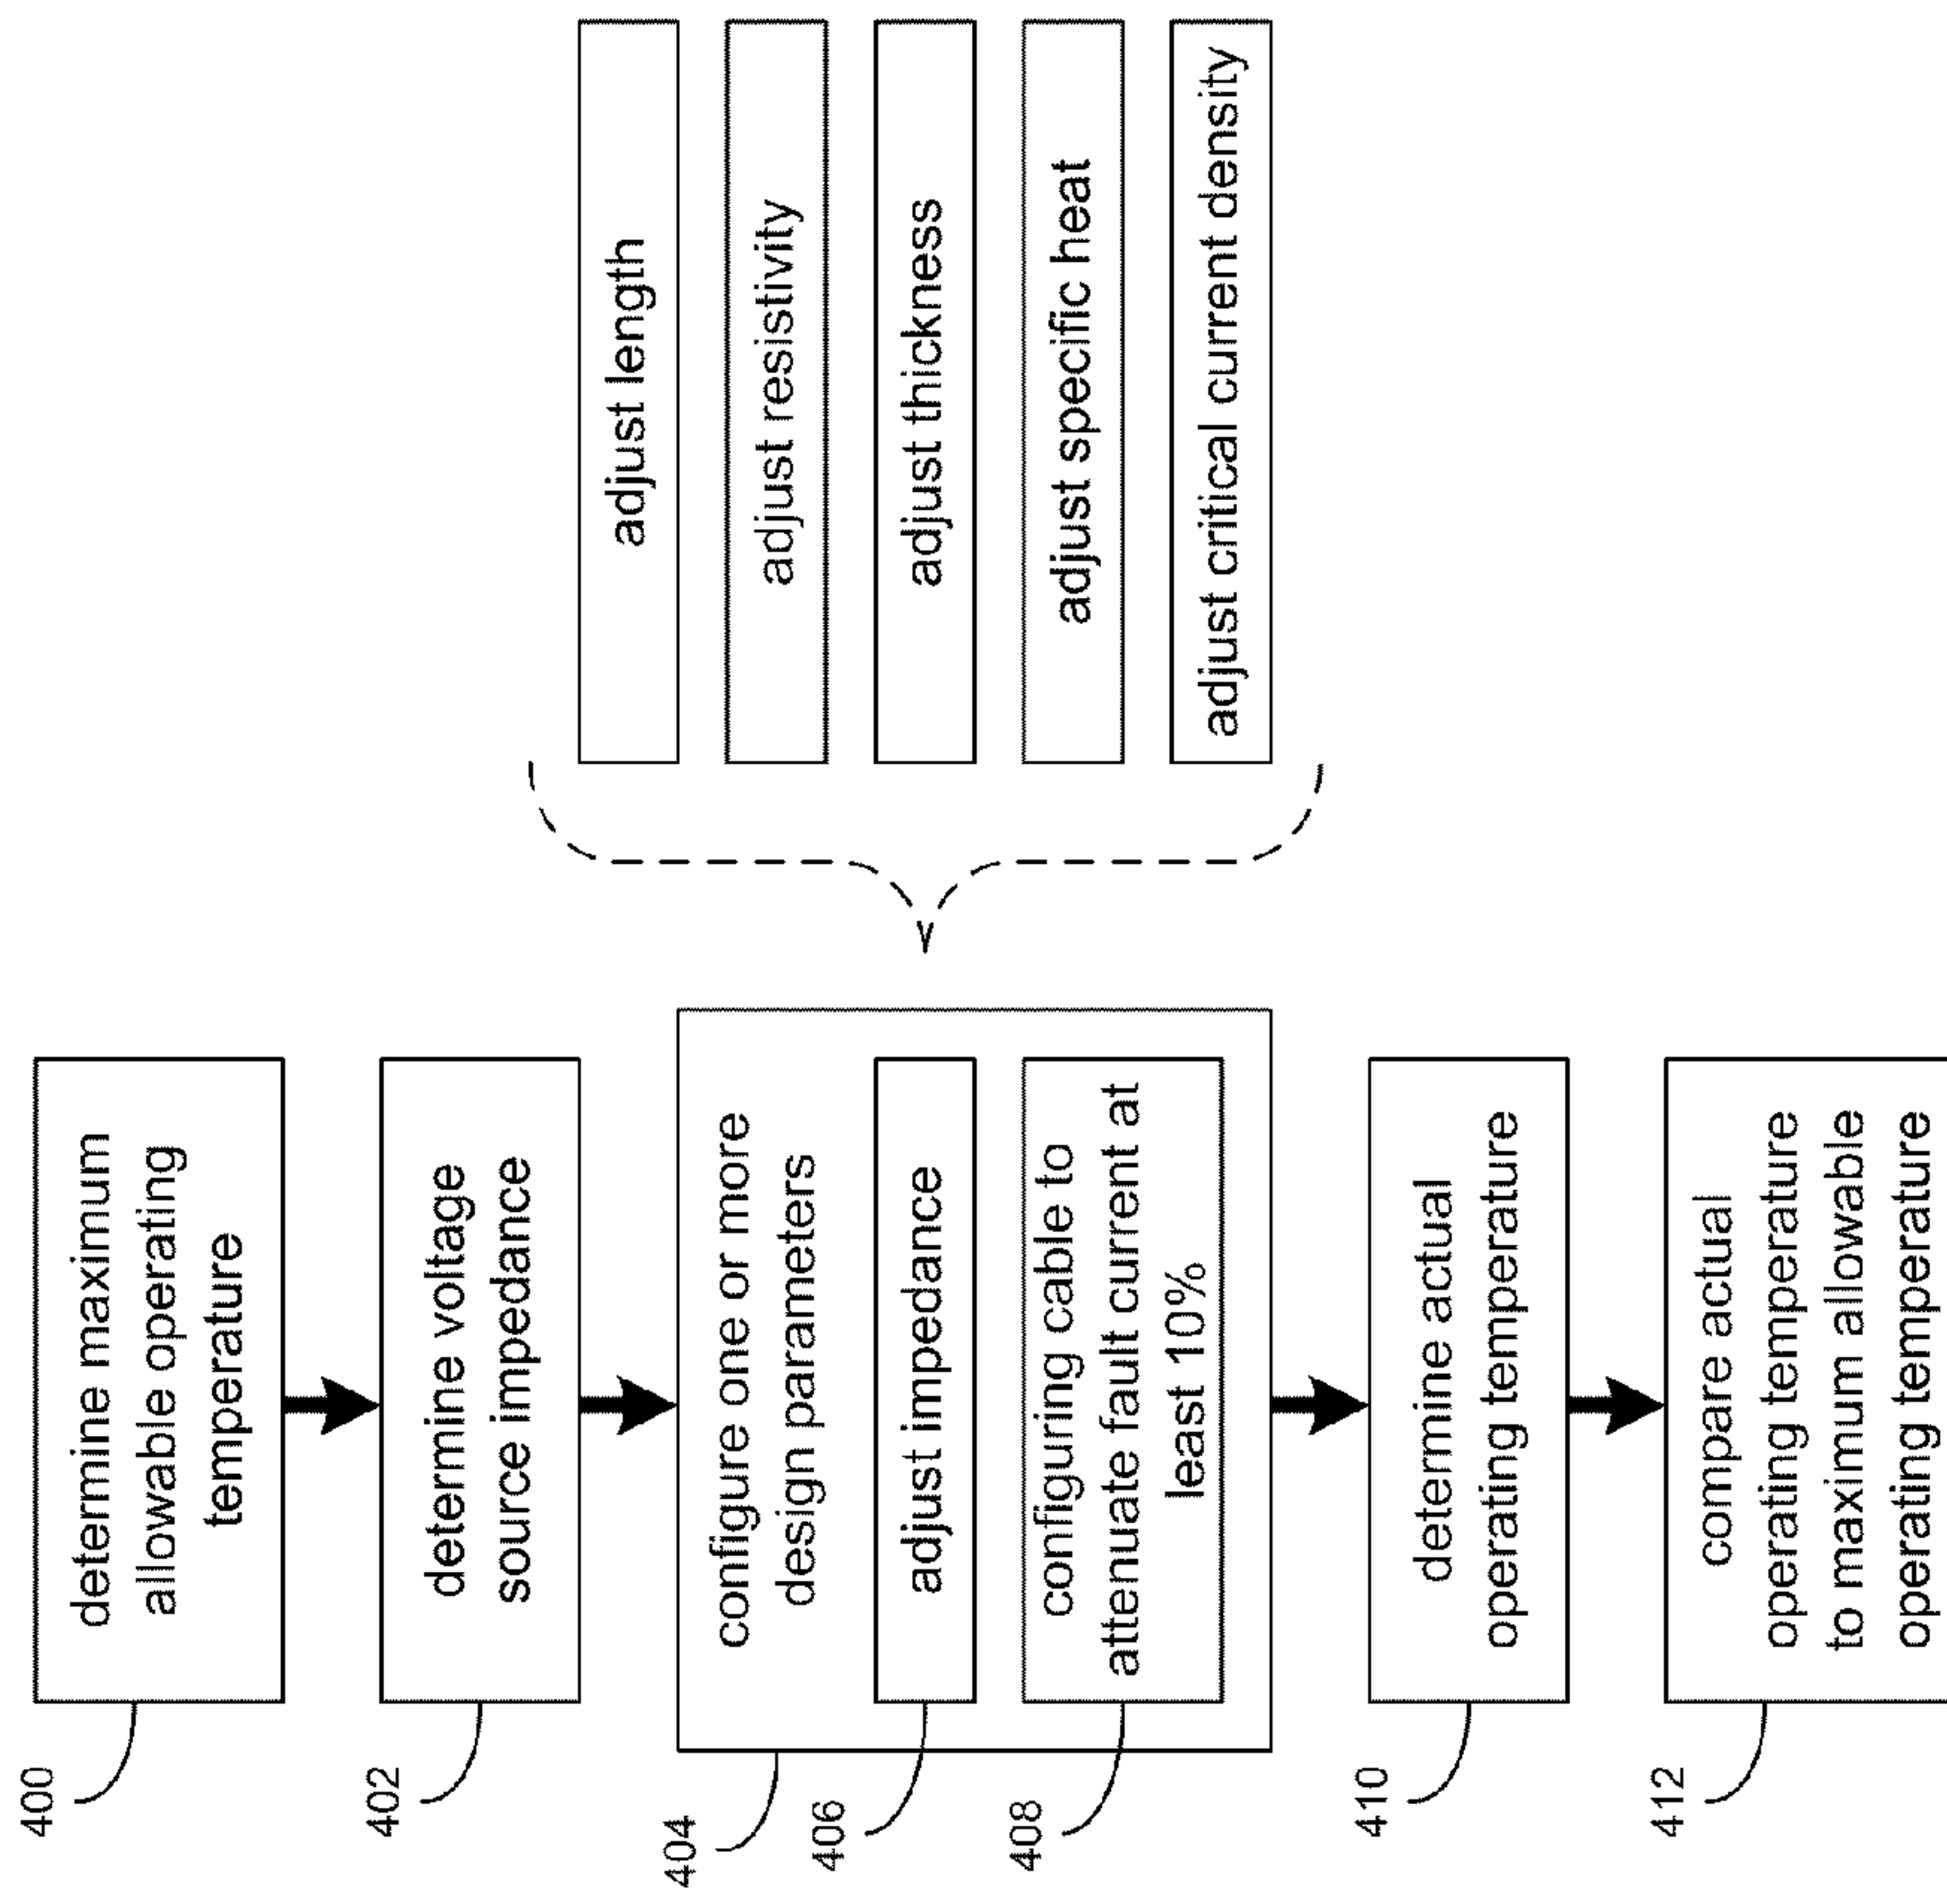 400
determine maximum
allowable operating
temperature
402
determine voltage
source impedance
404
configure one or more
design parameters
406
adjust impedance
408
configuring cable to
attenuate fault current at
least 10%
410
determine actual
operating temperature
412
compare actual
operating temperature
to maximum allowable
operating temperature
adjust length
adjust resistivity
adjust thickness
adjust specific heat
adjust critical current density